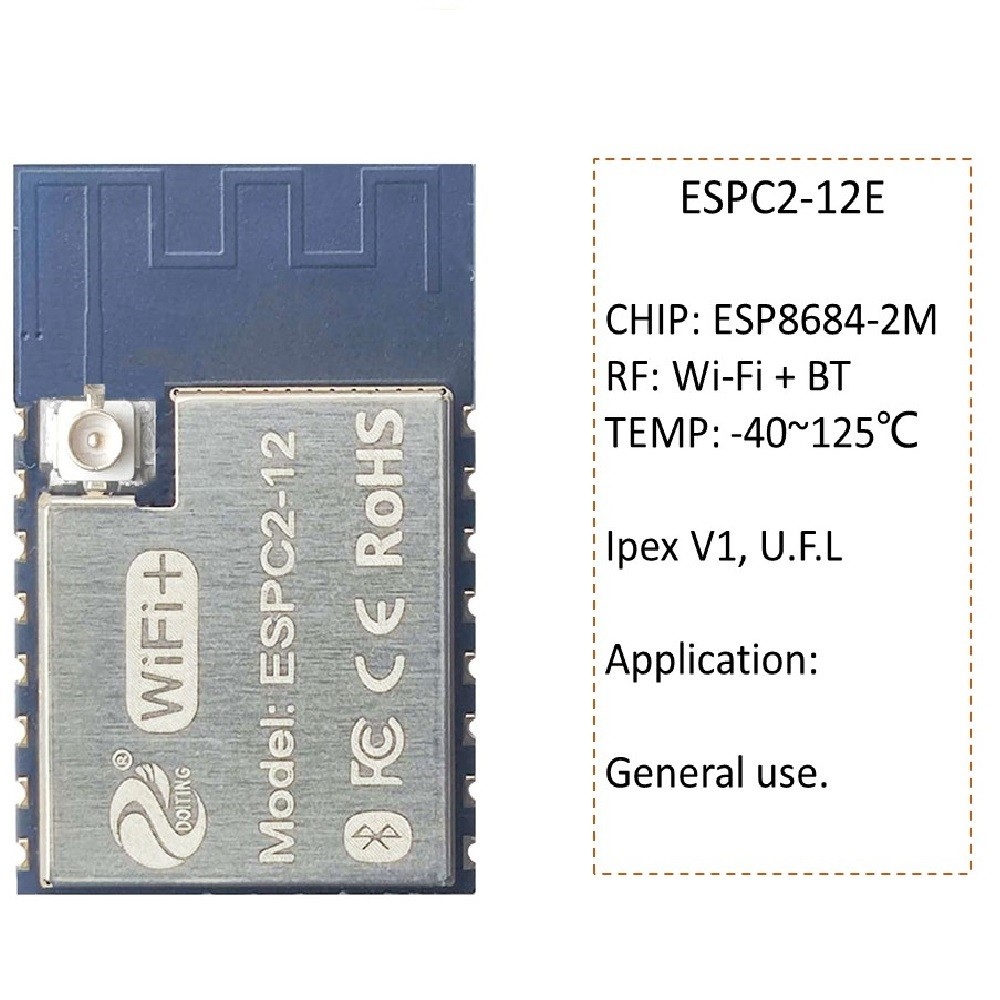 DOITING
®
WiFi+
Model: ESPC2-12
FC CE RoHS
ESPC2-12E
CHIP: ESP8684-2M
RF: Wi-Fi + BT
TEMP: -40~125℃
Ipex V1, U.F.L
Application:
General use.